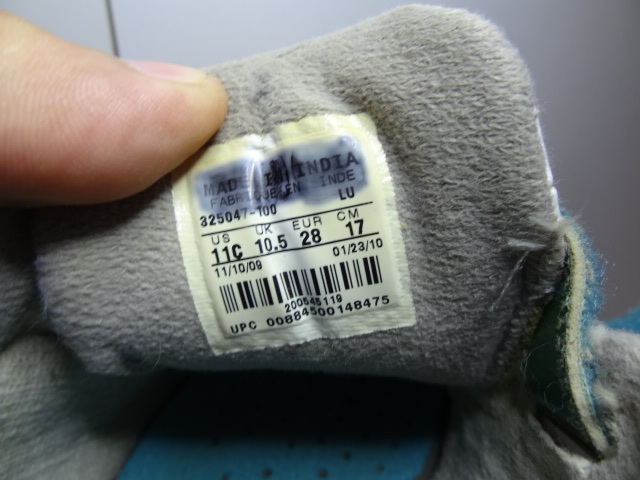 MADE IN INDIA
FABRIQUE EN INDE
325047-100 LU
US UK EUR CM
11C 10.5 28 17
11/10/09 01/23/10
200545119
UPC 00884500148475